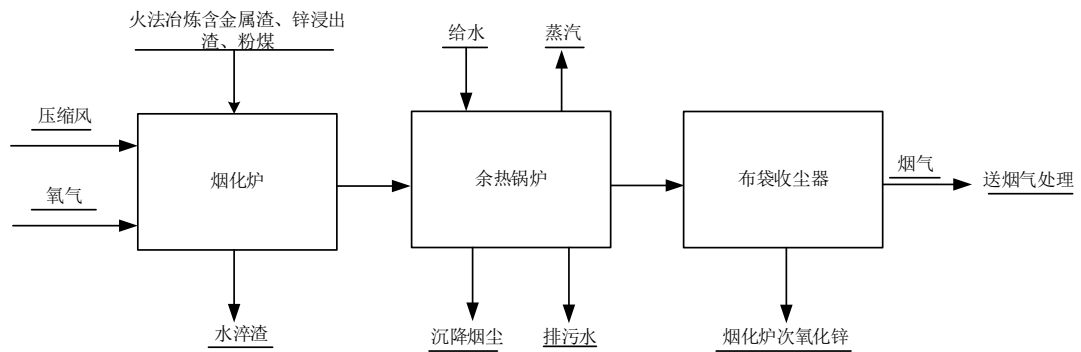 火法冶炼含金属渣、锌浸出
渣、粉煤
给水
蒸汽
压缩风
氧气
烟化炉
余热锅炉
布袋收尘器
烟气
送烟气处理
水淬渣
沉降烟尘
排污水
烟化炉次氧化锌